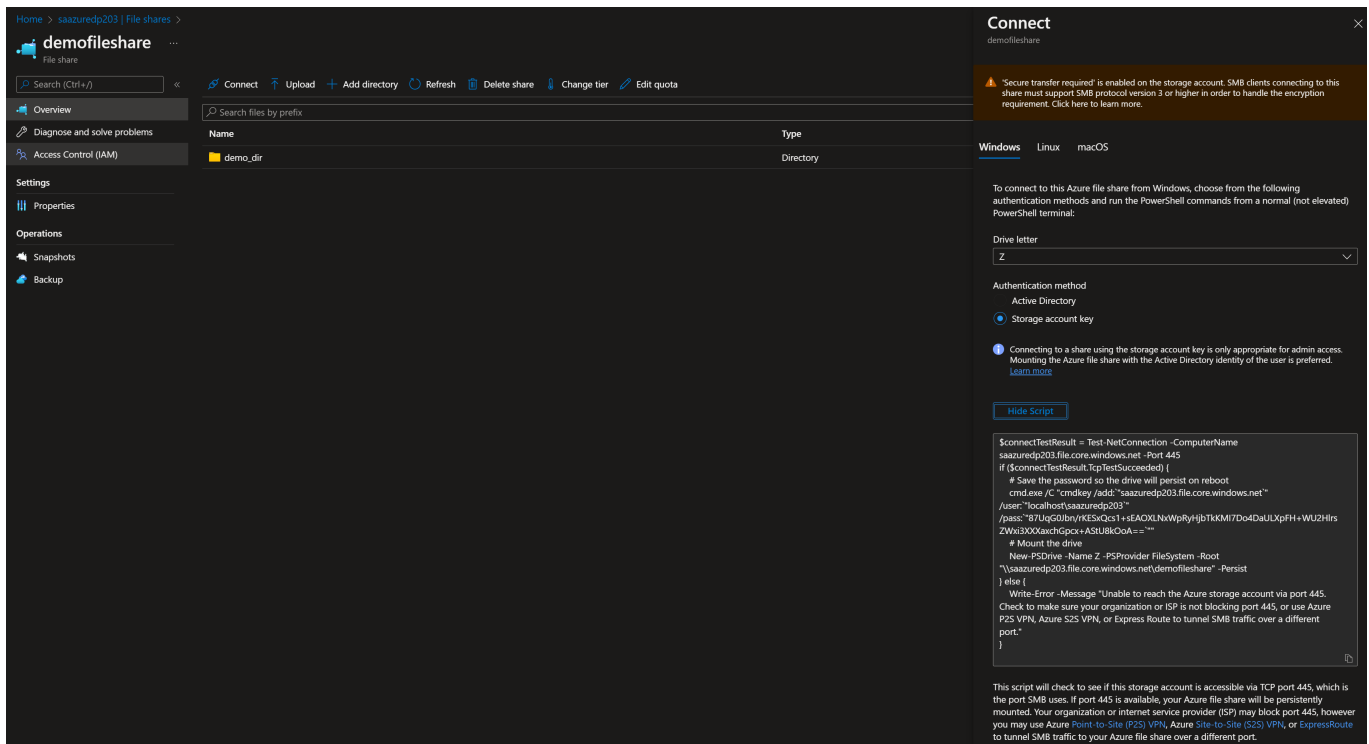 Home > saazuredp203 | File shares >
demofileshare ...
File share
Search (Ctrl+/) «
Overview
Diagnose and solve problems
Access Control (IAM)
Settings
Properties
Operations
Snapshots
Backup
Connect Upload Add directory Refresh Delete share Change tier Edit quota
Search files by prefix
Name Type
demo_dir Directory
Connect
demofileshare
'Secure transfer required' is enabled on the storage account. SMB clients connecting to this
share must support SMB protocol version 3 or higher in order to handle the encryption
requirement. Click here to learn more.
Windows Linux macOS
To connect to this Azure file share from Windows, choose from the following
authentication methods and run the PowerShell commands from a normal (not elevated)
PowerShell terminal:
Drive letter
Z
Authentication method
Active Directory
Storage account key
Connecting to a share using the storage account key is only appropriate for admin access.
Mounting the Azure file share with the Active Directory identity of the user is preferred.
Learn more
Hide Script
$connectTestResult = Test-NetConnection -ComputerName
saazuredp203.file.core.windows.net -Port 445
if ($connectTestResult.TcpTestSucceeded) {
# Save the password so the drive will persist on reboot
cmd.exe /C "cmdkey /add:`"saazuredp203.file.core.windows.net`"
/user:`"localhost\saazuredp203`"
/pass:`"87UqG0Jbn/rKESxQcs1+sEAOXLNxWpRyHjbTkKMI7Do4DaULXpFH+WU2Hlrs
ZWxi3XXXaxchGpcx+AStU8kOoA==`""
# Mount the drive
New-PSDrive -Name Z -PSProvider FileSystem -Root
"\\saazuredp203.file.core.windows.net\demofileshare" -Persist
} else {
Write-Error -Message "Unable to reach the Azure storage account via port 445.
Check to make sure your organization or ISP is not blocking port 445, or use Azure
P2S VPN, Azure S2S VPN, or Express Route to tunnel SMB traffic over a different
port."
}
This script will check to see if this storage account is accessible via TCP port 445, which is
the port SMB uses. If port 445 is available, your Azure file share will be persistently
mounted. Your organization or internet service provider (ISP) may block port 445, however
you may use Azure Point-to-Site (P2S) VPN, Azure Site-to-Site (S2S) VPN, or ExpressRoute
to tunnel SMB traffic to your Azure file share over a different port.